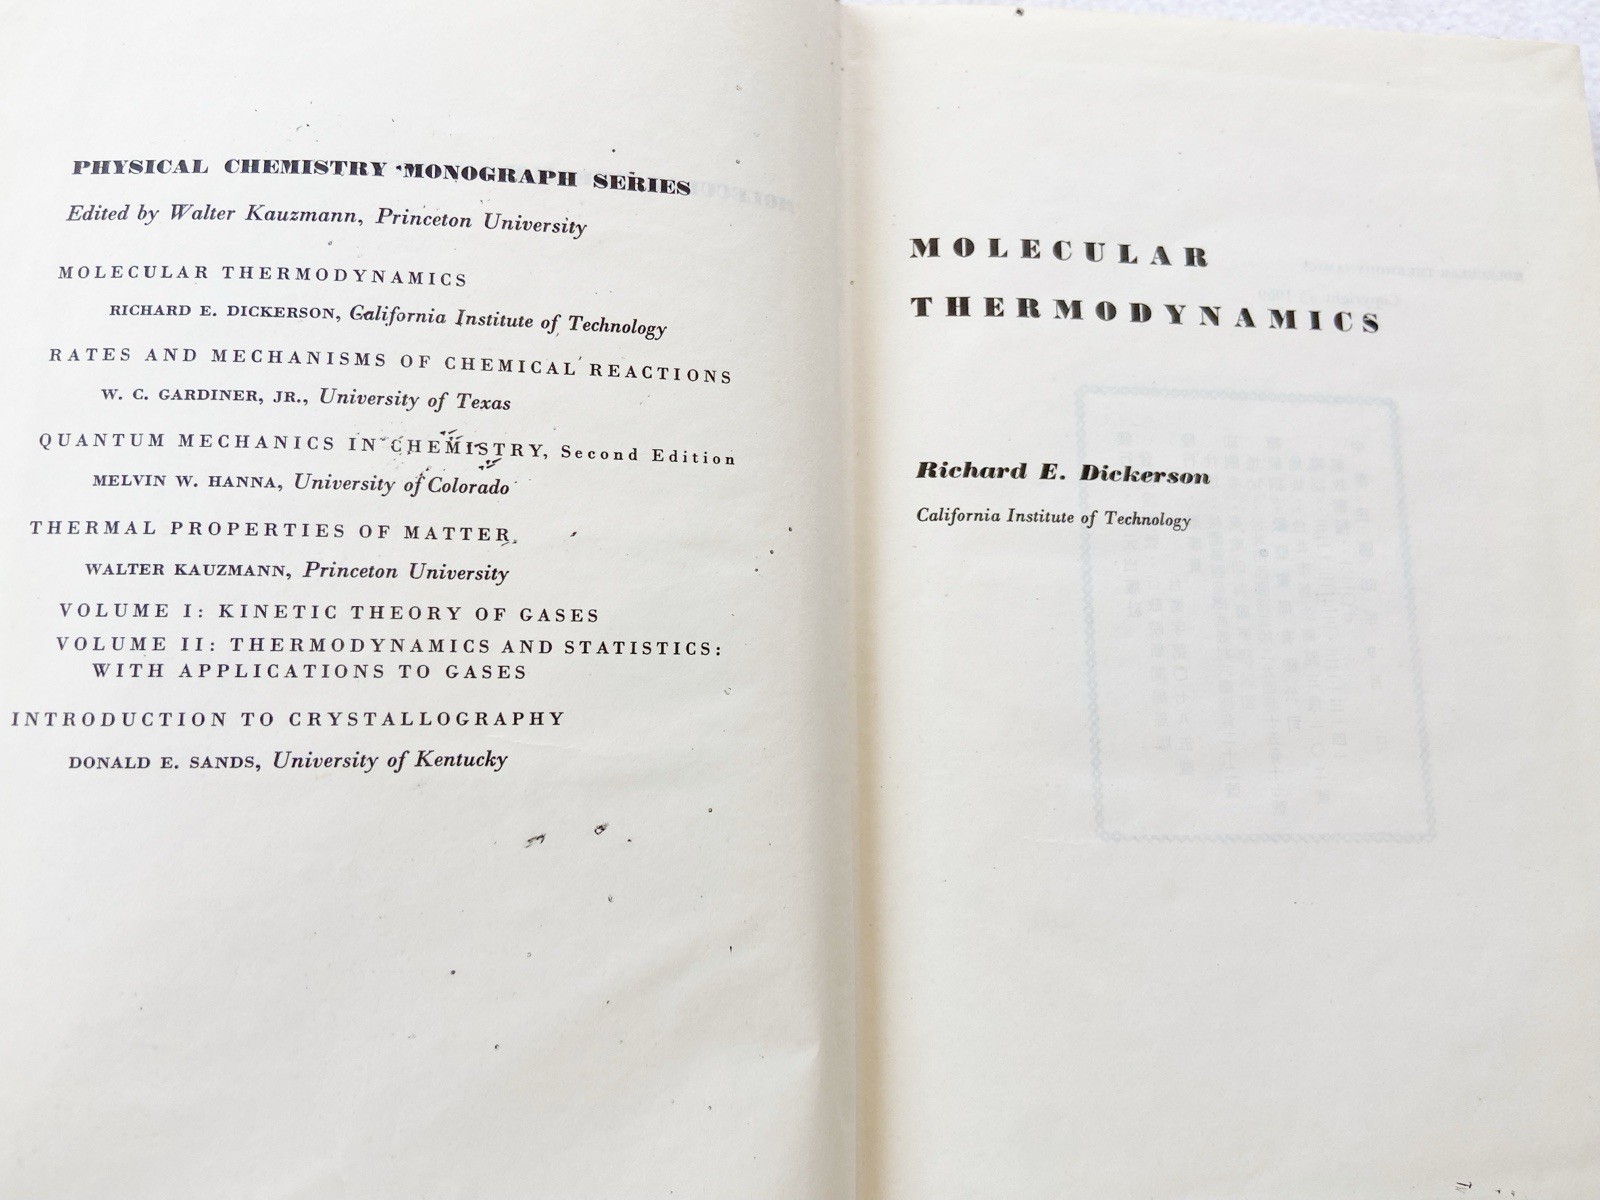 PHYSICAL CHEMISTRY MONOGRAPH SERIES
Edited by Walter Kauzmann, Princeton University
MOLECULAR THERMODYNAMICS
RICHARD E. DICKERSON, California Institute of Technology
RATES AND MECHANISMS OF CHEMICAL REACTIONS
W. C. GARDINER, JR., University of Texas
QUANTUM MECHANICS IN CHEMISTRY, Second Edition
MELVIN W. HANNA, University of Colorado
THERMAL PROPERTIES OF MATTER
WALTER KAUZMANN, Princeton University
VOLUME I: KINETIC THEORY OF GASES
VOLUME II: THERMODYNAMICS AND STATISTICS:
WITH APPLICATIONS TO GASES
INTRODUCTION TO CRYSTALLOGRAPHY
DONALD E. SANDS, University of Kentucky
MOLECULAR
THERMODYNAMICS
Richard E. Dickerson
California Institute of Technology